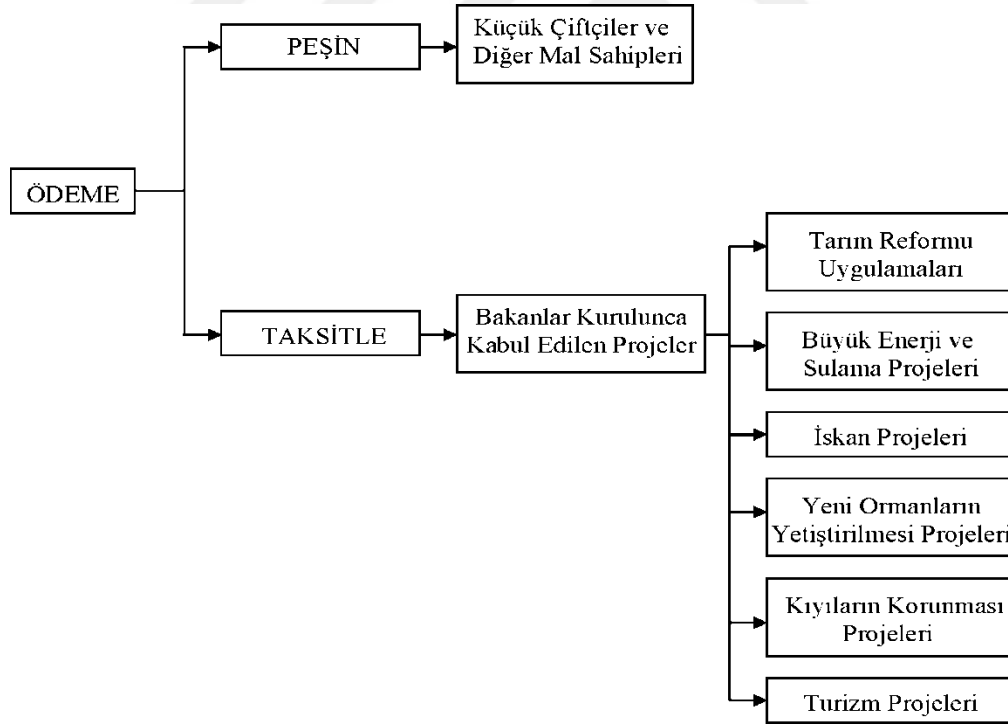 PEŞİN
Küçük Çiftçiler ve
Diğer Mal Sahipleri
ÖDEME
TAKSİTLE
Bakanlar Kurulunca
Kabul Edilen Projeler
Tarım Reformu
Uygulamaları
Büyük Enerji ve
Sulama Projeleri
İskan Projeleri
Yeni Ormanların
Yetiştirilmesi Projeleri
Kıyıların Korunması
Projeleri
Turizm Projeleri